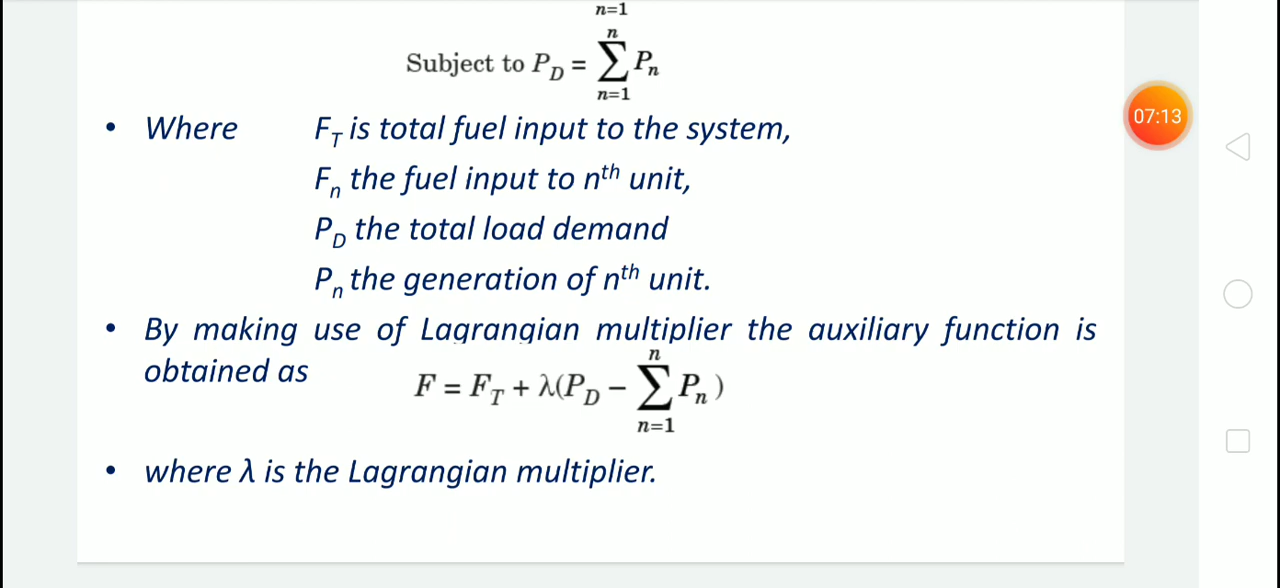 n=1
n
Subject to P_D = ∑ P_n
n=1
• Where F_T is total fuel input to the system,
F_n the fuel input to n^th unit,
P_D the total load demand
P_n the generation of n^th unit.
• By making use of Lagrangian multiplier the auxiliary function is
obtained as
n
F = F_T + λ(P_D − ∑ P_n )
n=1
• where λ is the Lagrangian multiplier.
07:13